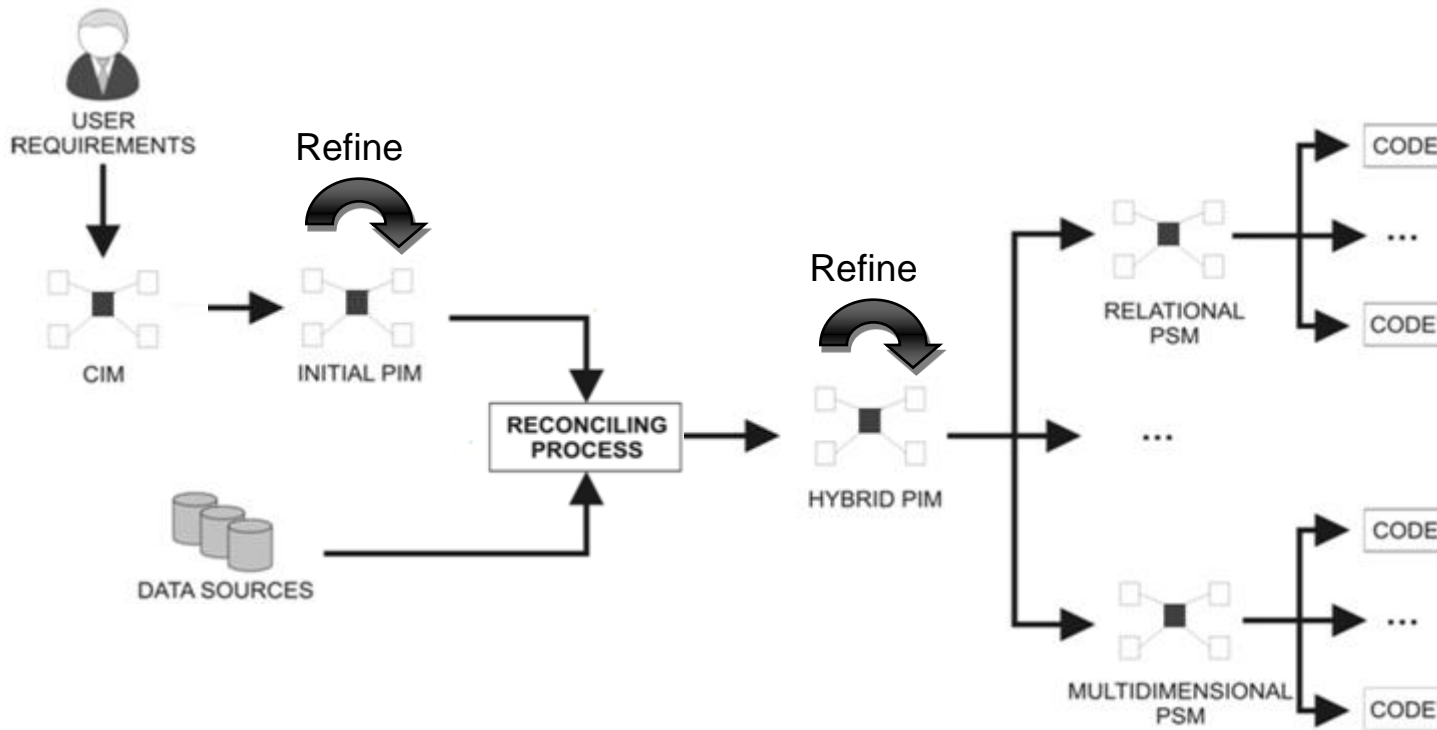 USER
REQUIREMENTS
Refine
CIM
INITIAL PIM
DATA SOURCES
RECONCILING
PROCESS
Refine
HYBRID PIM
RELATIONAL
PSM
...
MULTIDIMENSIONAL
PSM
CODE
...
CODE
CODE
...
CODE